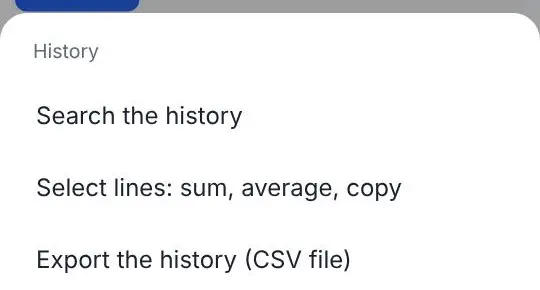 History
Search the history
Select lines: sum, average, copy
Export the history (CSV file)